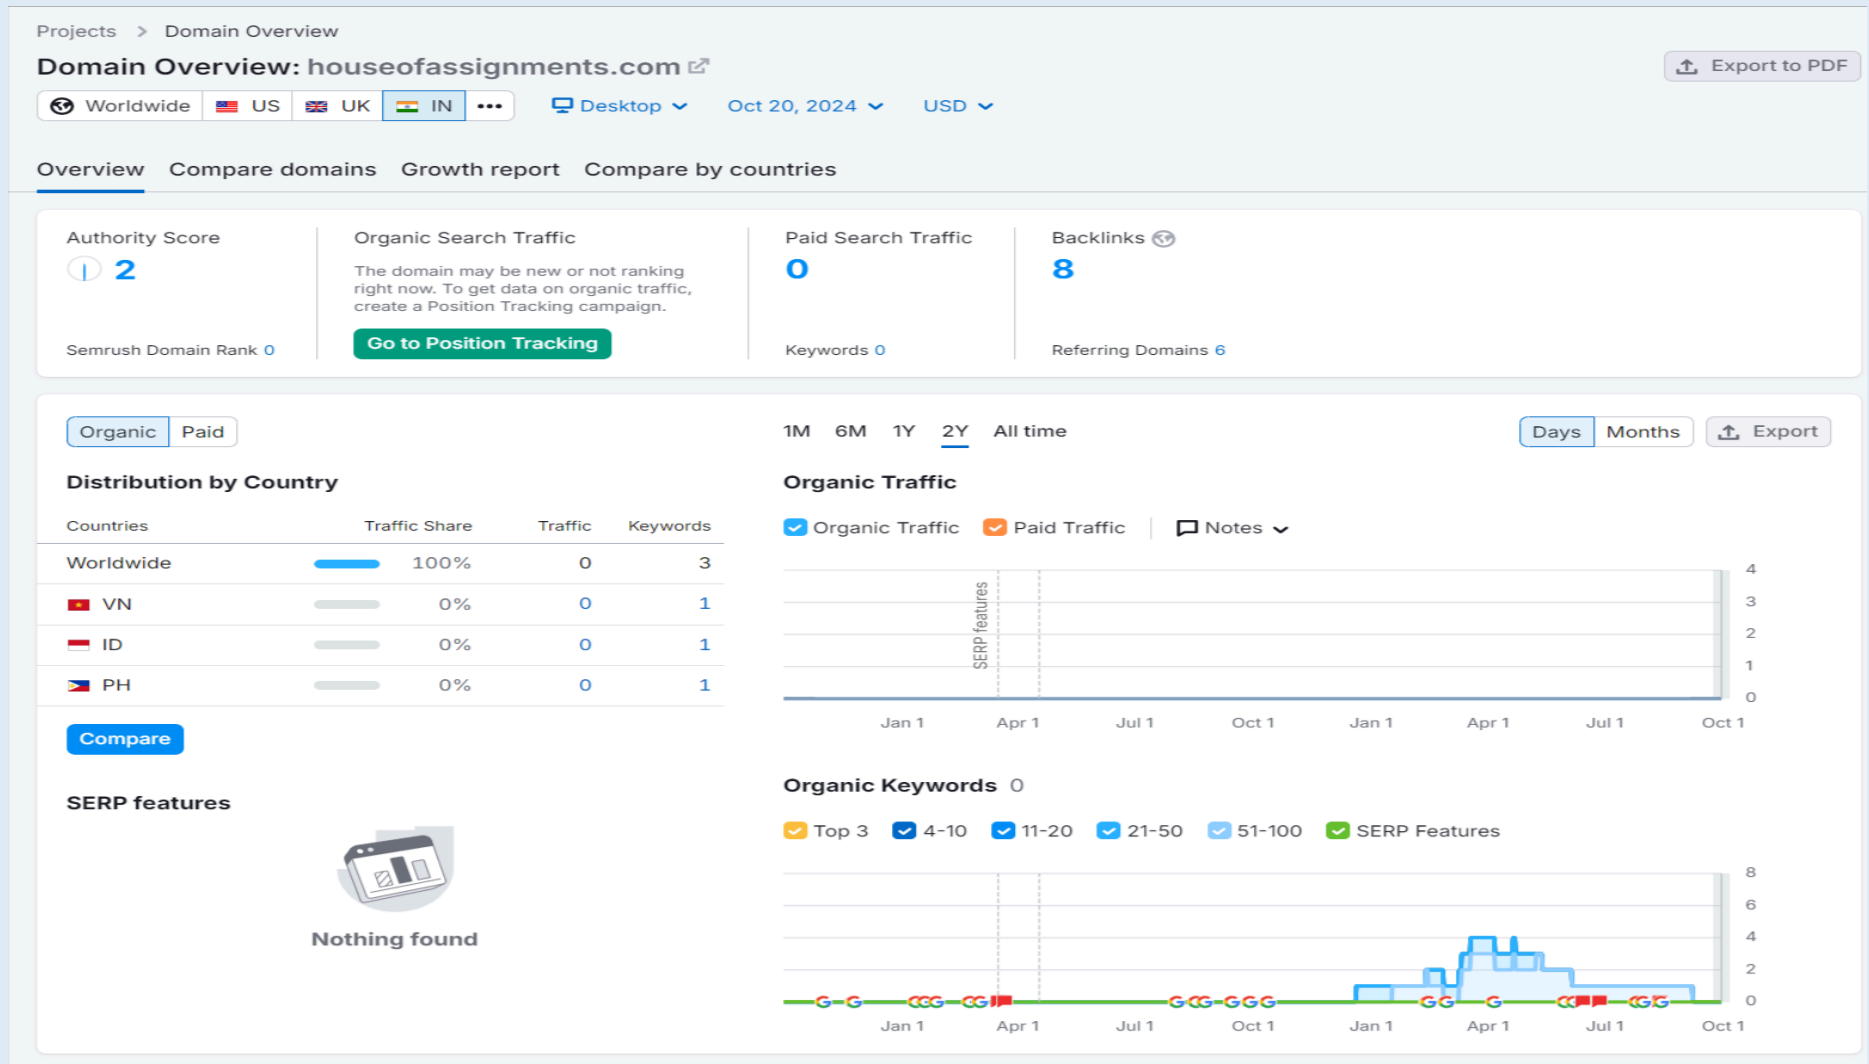 Projects > Domain Overview
Domain Overview: houseofassignments.com
Export to PDF
Worldwide US UK IN ••• Desktop Oct 20, 2024 USD
Overview Compare domains Growth report Compare by countries
Authority Score
2
Semrush Domain Rank 0
Organic Search Traffic
The domain may be new or not ranking
right now. To get data on organic traffic,
create a Position Tracking campaign.
Go to Position Tracking
Paid Search Traffic
0
Keywords 0
Backlinks
8
Referring Domains 6
Organic Paid
Distribution by Country
Countries Traffic Share Traffic Keywords
Worldwide 100% 0 3
VN 0% 0 1
ID 0% 0 1
PH 0% 0 1
Compare
SERP features
Nothing found
1M 6M 1Y 2Y All time
Days Months Export
Organic Traffic
Organic Traffic Paid Traffic Notes
SERP features
4
3
2
1
0
Jan 1 Apr 1 Jul 1 Oct 1 Jan 1 Apr 1 Jul 1 Oct 1
Organic Keywords 0
Top 3 4-10 11-20 21-50 51-100 SERP Features
8
6
4
2
0
Jan 1 Apr 1 Jul 1 Oct 1 Jan 1 Apr 1 Jul 1 Oct 1